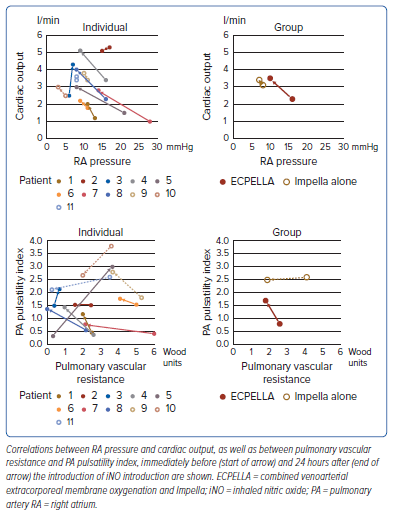 l/min
Individual
6
5
4
3
2
1
0
Cardiac output
0 5 10 15 20 25 30 mmHg
RA pressure
Patient 1 2 3 4 5
6 7 8 9 10
11
l/min
Group
6
5
4
3
2
1
0
Cardiac output
0 5 10 15 20 25 30 mmHg
RA pressure
ECPELLA Impella alone
Individual
4.0
3.5
3.0
2.5
2.0
1.5
1.0
0.5
0.0
PA pulsatility index
0 1 2 3 4 5 6 Wood
units
Pulmonary vascular
resistance
Patient 1 2 3 4 5
6 7 8 9 10
11
Group
4.0
3.5
3.0
2.5
2.0
1.5
1.0
0.5
0.0
PA pulsatility index
0 1 2 3 4 5 6 Wood
units
Pulmonary vascular
resistance
ECPELLA Impella alone
Correlations between RA pressure and cardiac output, as well as between pulmonary vascular
resistance and PA pulsatility index, immediately before (start of arrow) and 24 hours after (end of
arrow) the introduction of iNO introduction are shown. ECPELLA = combined venoarterial
extracorporeal membrane oxygenation and Impella; iNO = inhaled nitric oxide; PA = pulmonary
artery RA = right atrium.